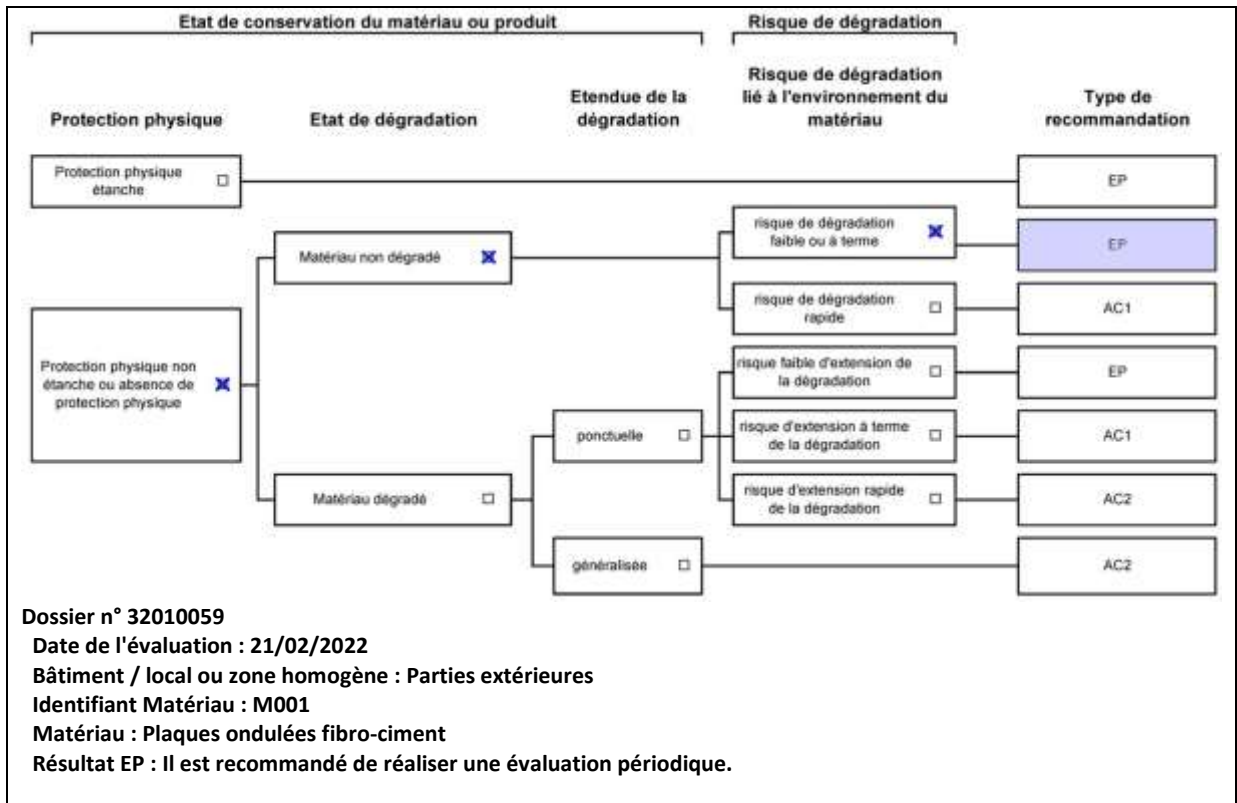 Etat de conservation du matériau ou produit
Risque de dégradation
Protection physique
Etat de dégradation
Etendue de la
dégradation
Risque de dégradation
lié à l'environnement du
matériau
Type de
recommandation
Protection physique
étanche
EP
Protection physique non
étanche ou absence de
protection physique
Matériau non dégradé
risque de dégradation
faible ou à terme
EP
risque de dégradation
rapide
AC1
Matériau dégradé
ponctuelle
risque faible d'extension de
la dégradation
EP
risque d'extension à terme
de la dégradation
AC1
risque d'extension rapide
de la dégradation
AC2
généralisée
AC2
Dossier n° 32010059
Date de l'évaluation : 21/02/2022
Bâtiment / local ou zone homogène : Parties extérieures
Identifiant Matériau : M001
Matériau : Plaques ondulées fibro-ciment
Résultat EP : Il est recommandé de réaliser une évaluation périodique.